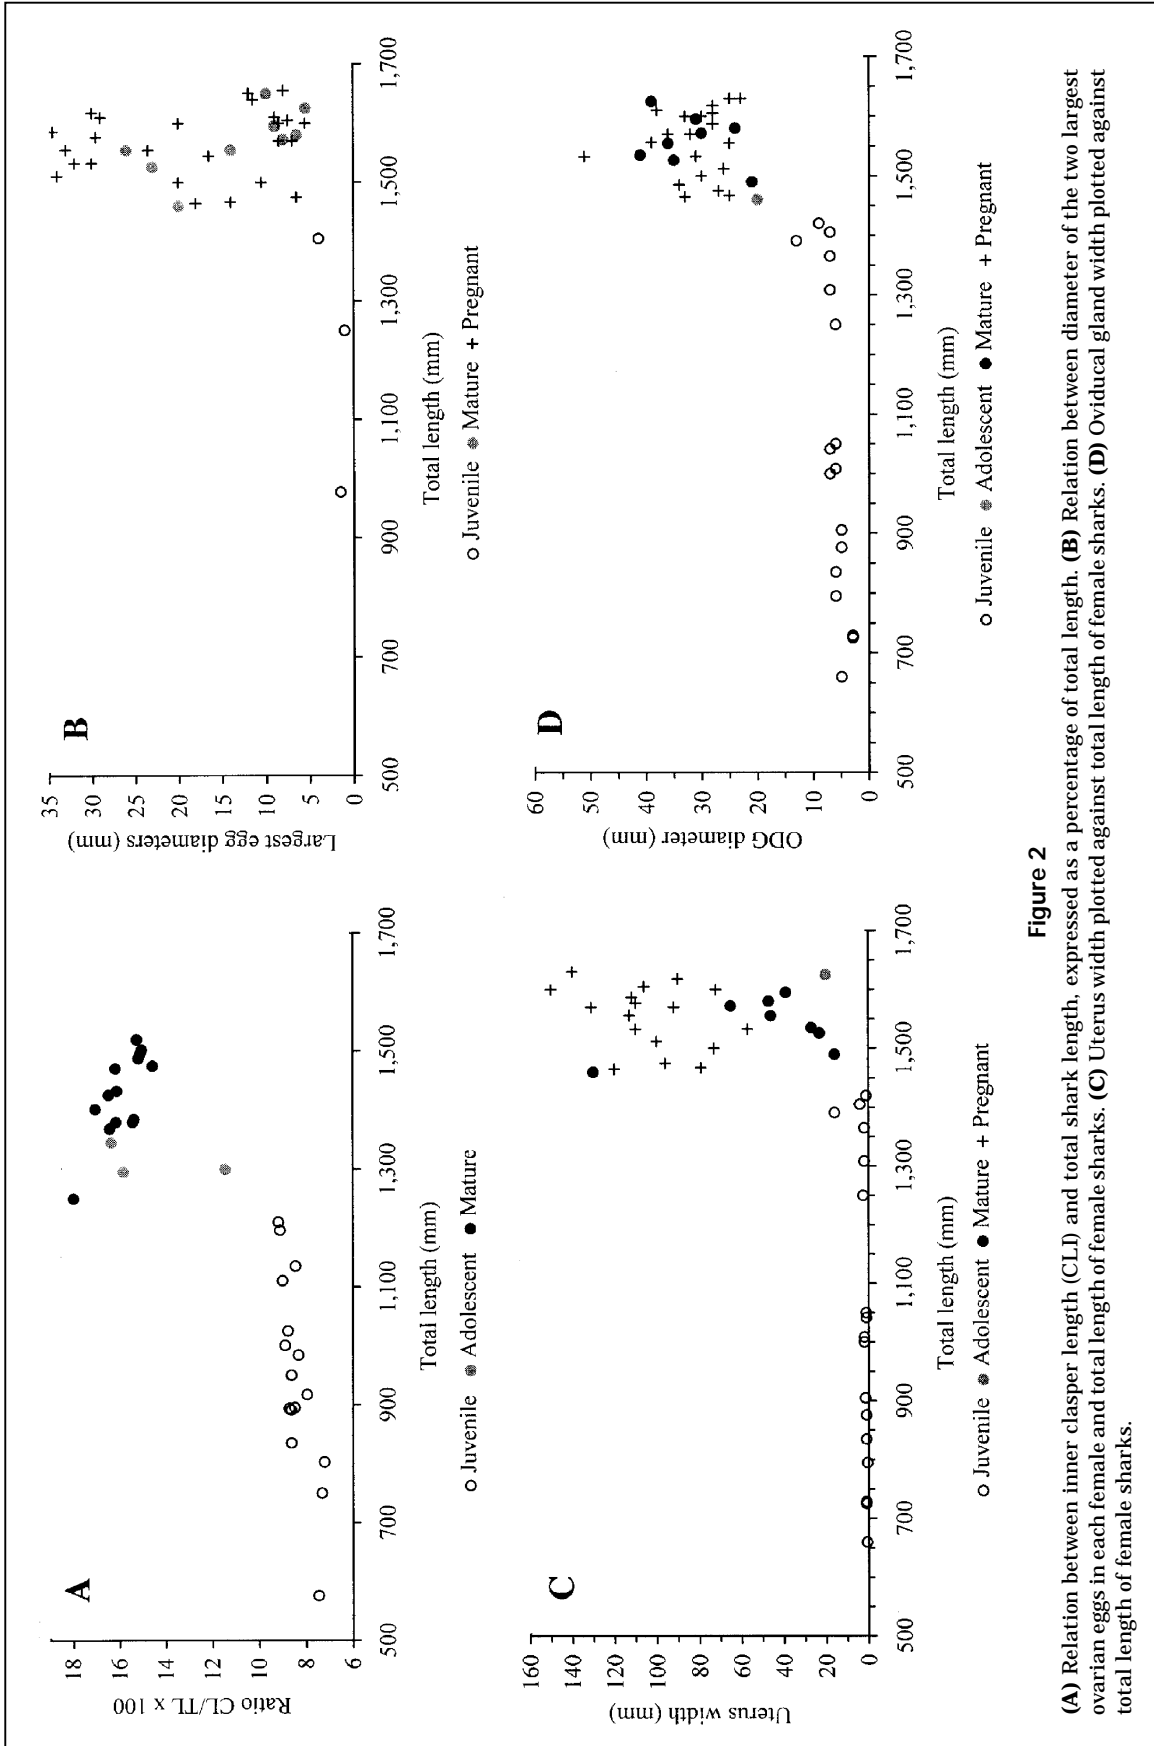 A
18
16
14
12
10
8
6
Ratio CL/TL x 100
500
700
900
1,100
1,300
1,500
1,700
Total length (mm)
Juvenile Adolescent Mature
B
35
30
25
20
15
10
5
0
Largest egg diameters (mm)
500
700
900
1,100
1,300
1,500
1,700
Total length (mm)
Juvenile Mature + Pregnant
C
160
140
120
100
80
60
40
20
Uterus width
(mm)
500
700
900
1,100
1,300
1,500
1,700
Total length (mm)
Juvenile Adolescent Mature + Pregnant
D
60
50
40
30
20
10
0
ODG diameter (mm)
500
700
900
1,100
1,300
1,500
1,700
Total length (mm)
Juvenile Adolescent Mature + Pregnant
Figure 2
(A) Relation between inner clasper length (CLI) and total shark length, expressed as a percentage of total length. (B) Relation between diameter of the two largest
ovarian eggs in each female and total length of female sharks. (C) Uterus width plotted against total length of female sharks. (D) Oviducal gland width plotted against
total length of female sharks.